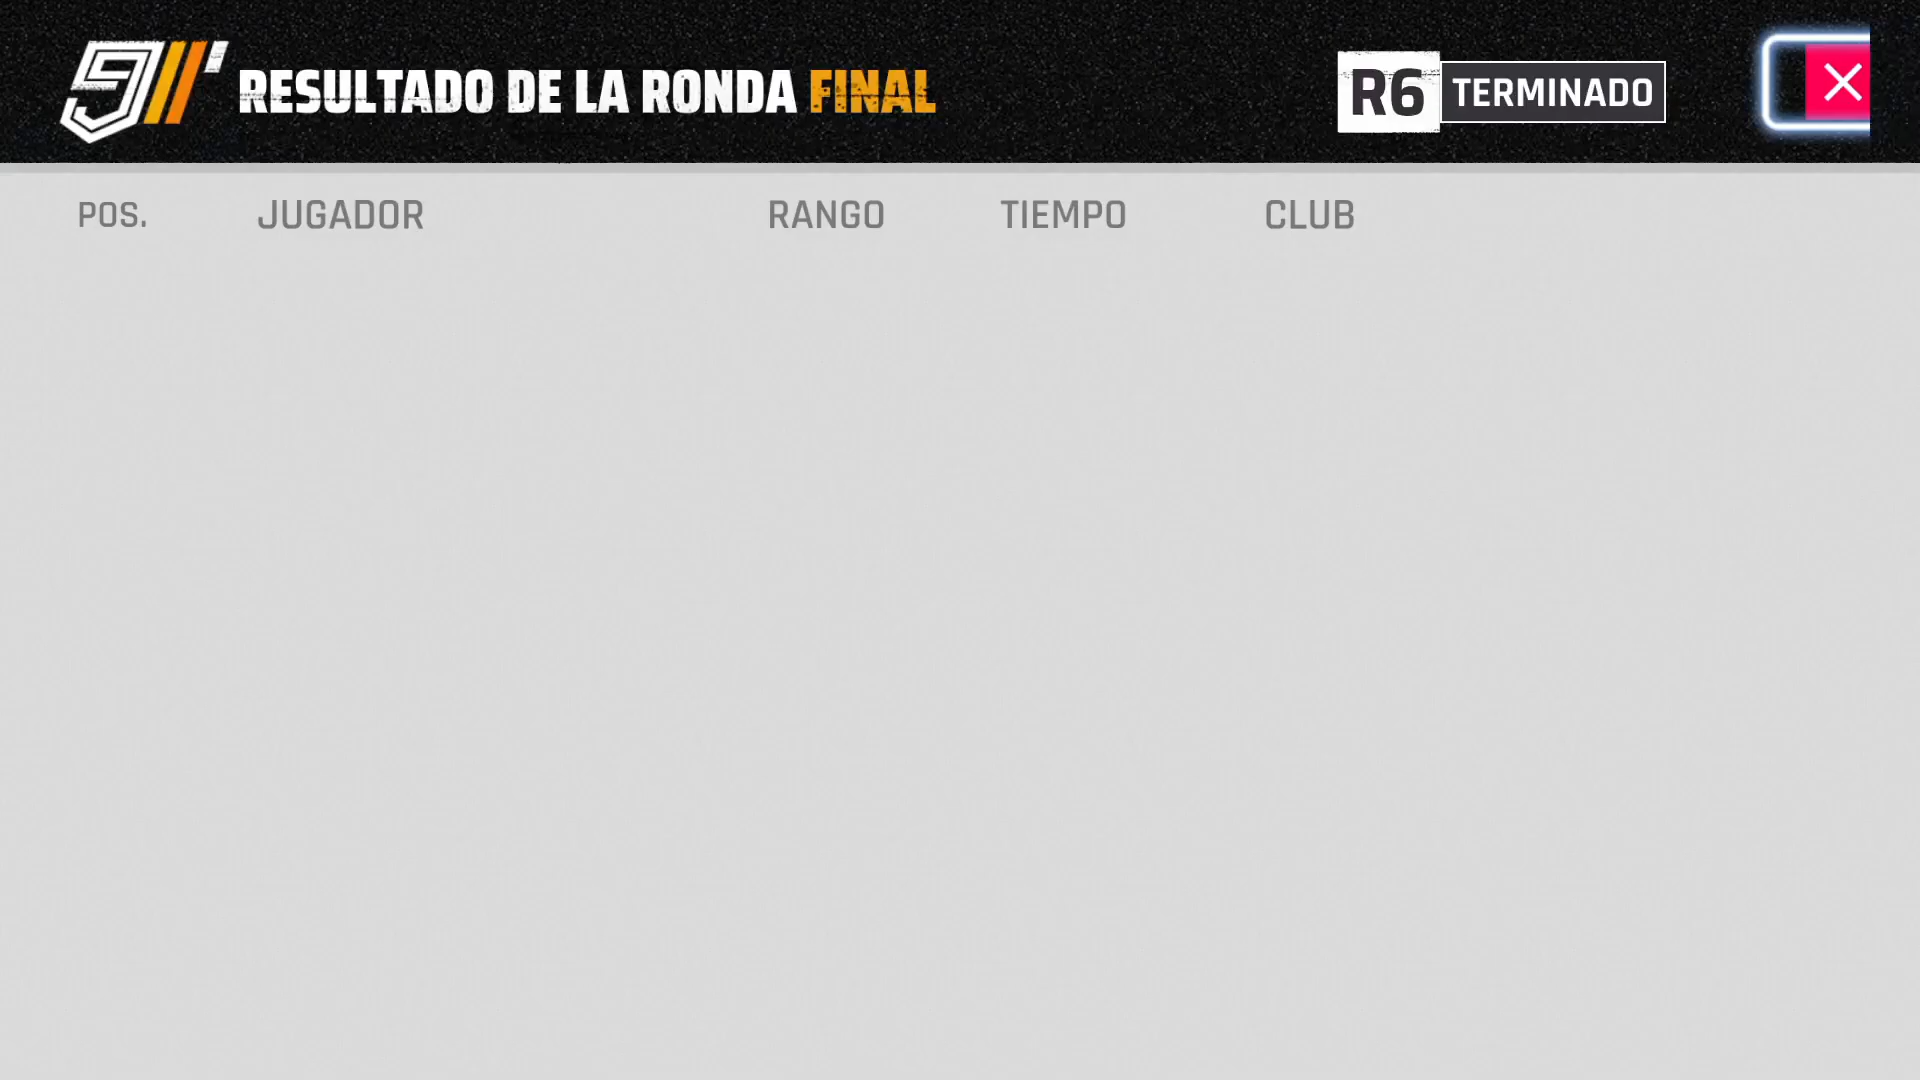 RESULTADO DE LA RONDA FINAL
R6 TERMINADO
POS. JUGADOR RANGO TIEMPO CLUB